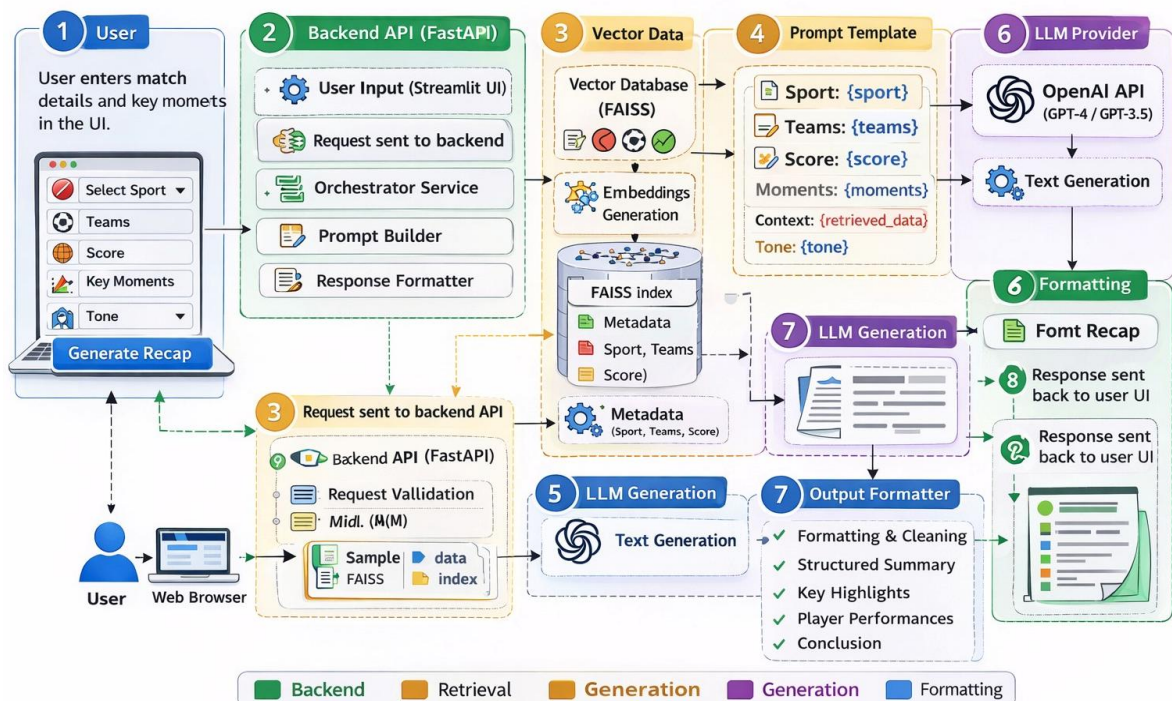 1 User
User enters match
details and key momets
in the UI.
Select Sport
Teams
Score
Key Moments
Tone
Generate Recap
2 Backend API (FastAPI)
User Input (Streamlit UI)
Request sent to backend
Orchestrator Service
Prompt Builder
Response Formatter
3 Vector Data
Vector Database
(FAISS)
Embeddings
Generation
FAISS index
Metadata
Sport, Teams
Score)
Metadata
(Sport, Teams, Score)
4 Prompt Template
Sport: {sport}
Teams: {teams}
Score: {score}
Moments: {moments}
Context: {retrieved_data}
Tone: {tone}
6 LLM Provider
OpenAI API
(GPT-4 / GPT-3.5)
Text Generation
6 Formatting
Fomt Recap
8 Response sent
back to user UI
Response sent
back to user UI
7 LLM Generation
3 Request sent to backend API
9 Backend API (FastAPI)
Request Vallidation
Midl.
Sample data
FAISS index
User
Web Browser
5 LLM Generation
Text Generation
7 Output Formatter
Formatting & Cleaning
Structured Summary
Key Highlights
Player Performances
Conclusion
Backend Retrieval Generation Generation Formatting